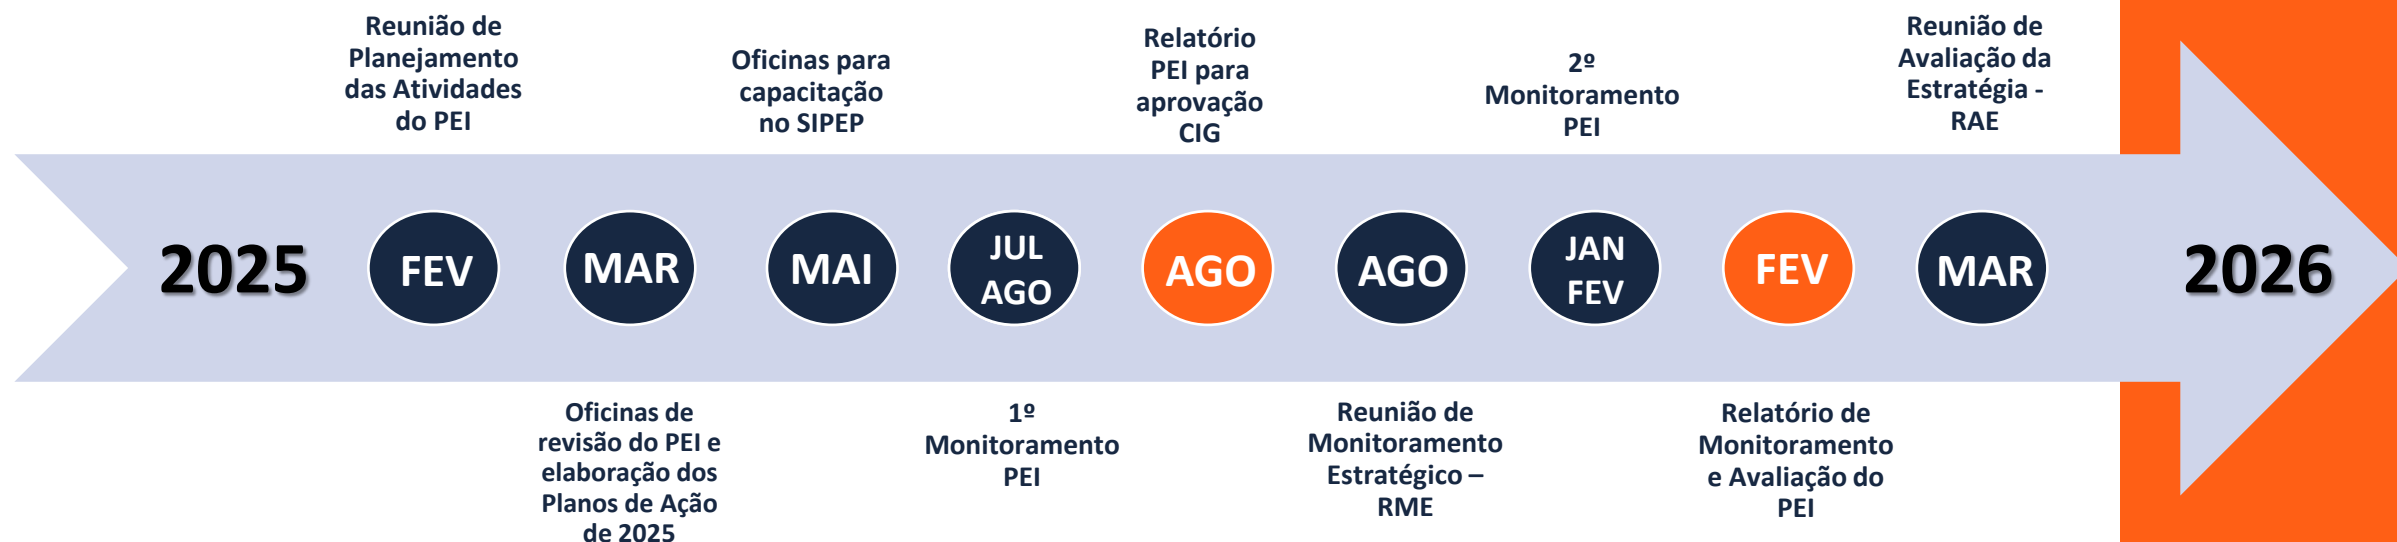 Reunião de
Planejamento
das Atividades
do PEI
Oficinas para
capacitação
no SIPEP
Relatório
PEI para
aprovação
CIG
2º
Monitoramento
PEI
Reunião de
Avaliação da
Estratégia -
RAE
2025
FEV
MAR
MAI
JUL
AGO
AGO
AGO
JAN
FEV
FEV
MAR
2026
Oficinas de
revisão do PEI e
elaboração dos
Planos de Ação
de 2025
1º
Monitoramento
PEI
Reunião de
Monitoramento
Estratégico –
RME
Relatório de
Monitoramento
e Avaliação do
PEI